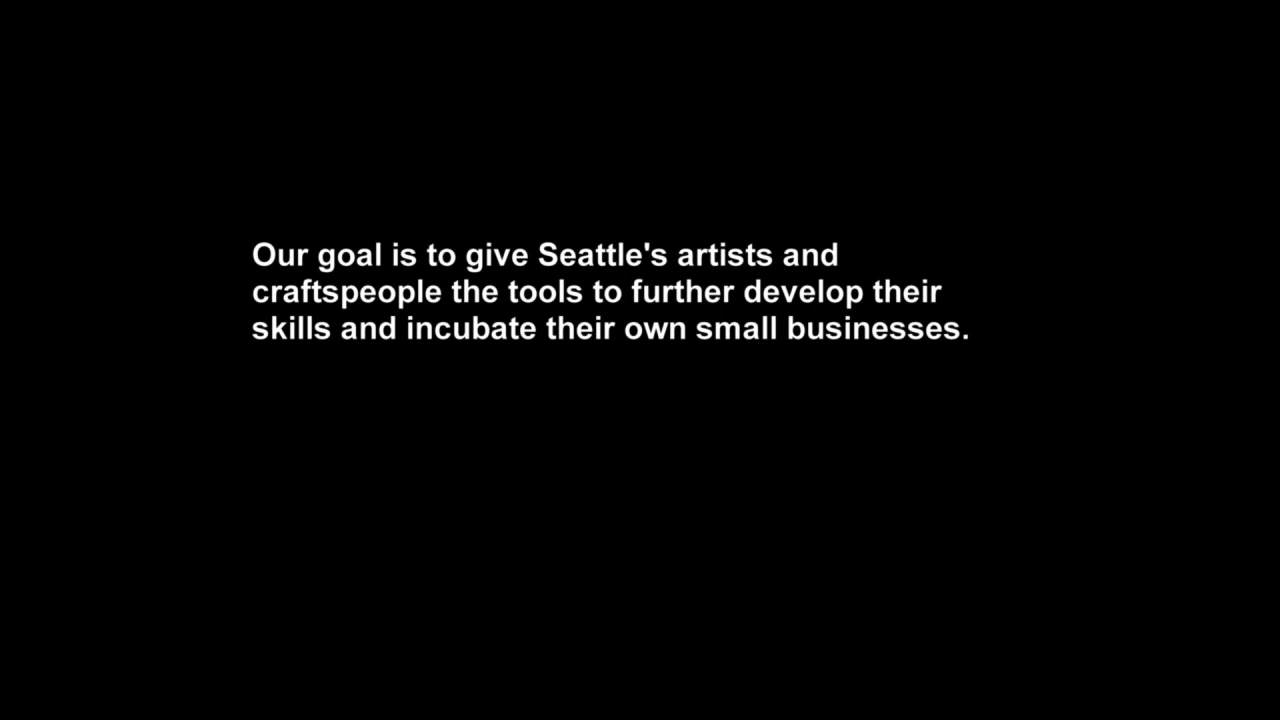 Our goal is to give Seattle's artists and
craftspeople the tools to further develop their
skills and incubate their own small businesses.